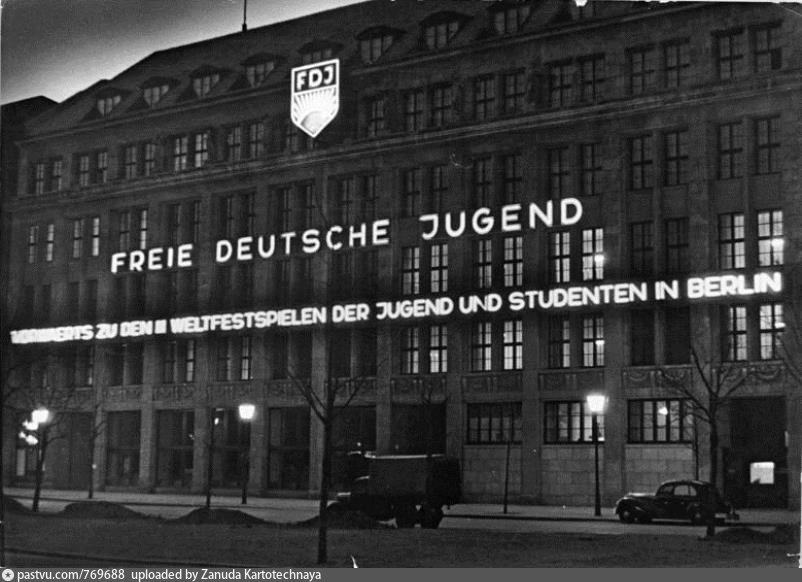 FDJ
FREIE DEUTSCHE JUGEND
VORWÄRTS ZU DEN III WELTFESTSPIELEN DER JUGEND UND STUDENTEN IN BERLIN
pastvu.com/769688 uploaded by Zanuda Kartotechnaya